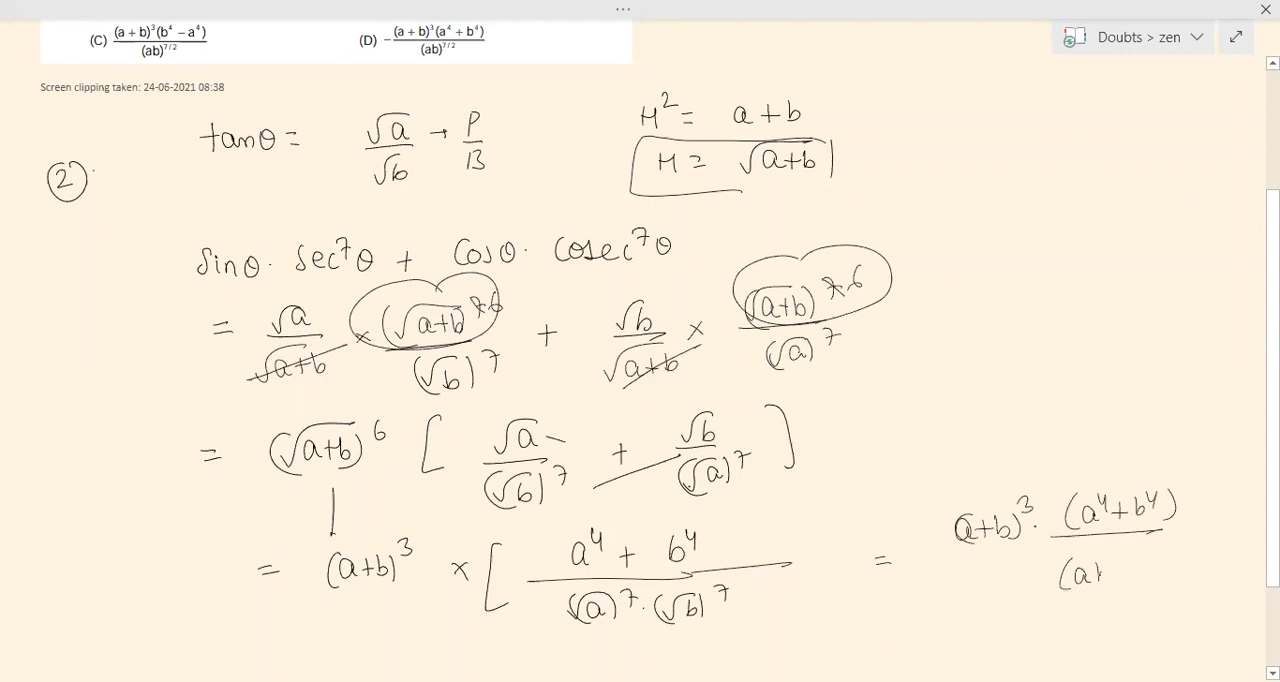 (C) (a + b)³(b⁴ − a⁴) / (ab)^7/2 (D) − (a + b)³(a⁴ + b⁴) / (ab)^7/2
Doubts > zen
Screen clipping taken: 24-06-2021 08:38
tanθ = √a / √b → P / B
H² = a+b
H = √(a+b)
2
sinθ · sec⁷θ + cosθ · cosec⁷θ
= √a / √(a+b) × (√(a+b))⁶ / (√b)⁷ + √b / √(a+b) × (√(a+b))⁶ / (√a)⁷
= (√(a+b))⁶ [ √a / (√b)⁷ + √b / (√a)⁷ ]
= (a+b)³ × [ a⁴ + b⁴ / (√a)⁷ · (√b)⁷ = (a+b)³ · (a⁴+b⁴) / (a